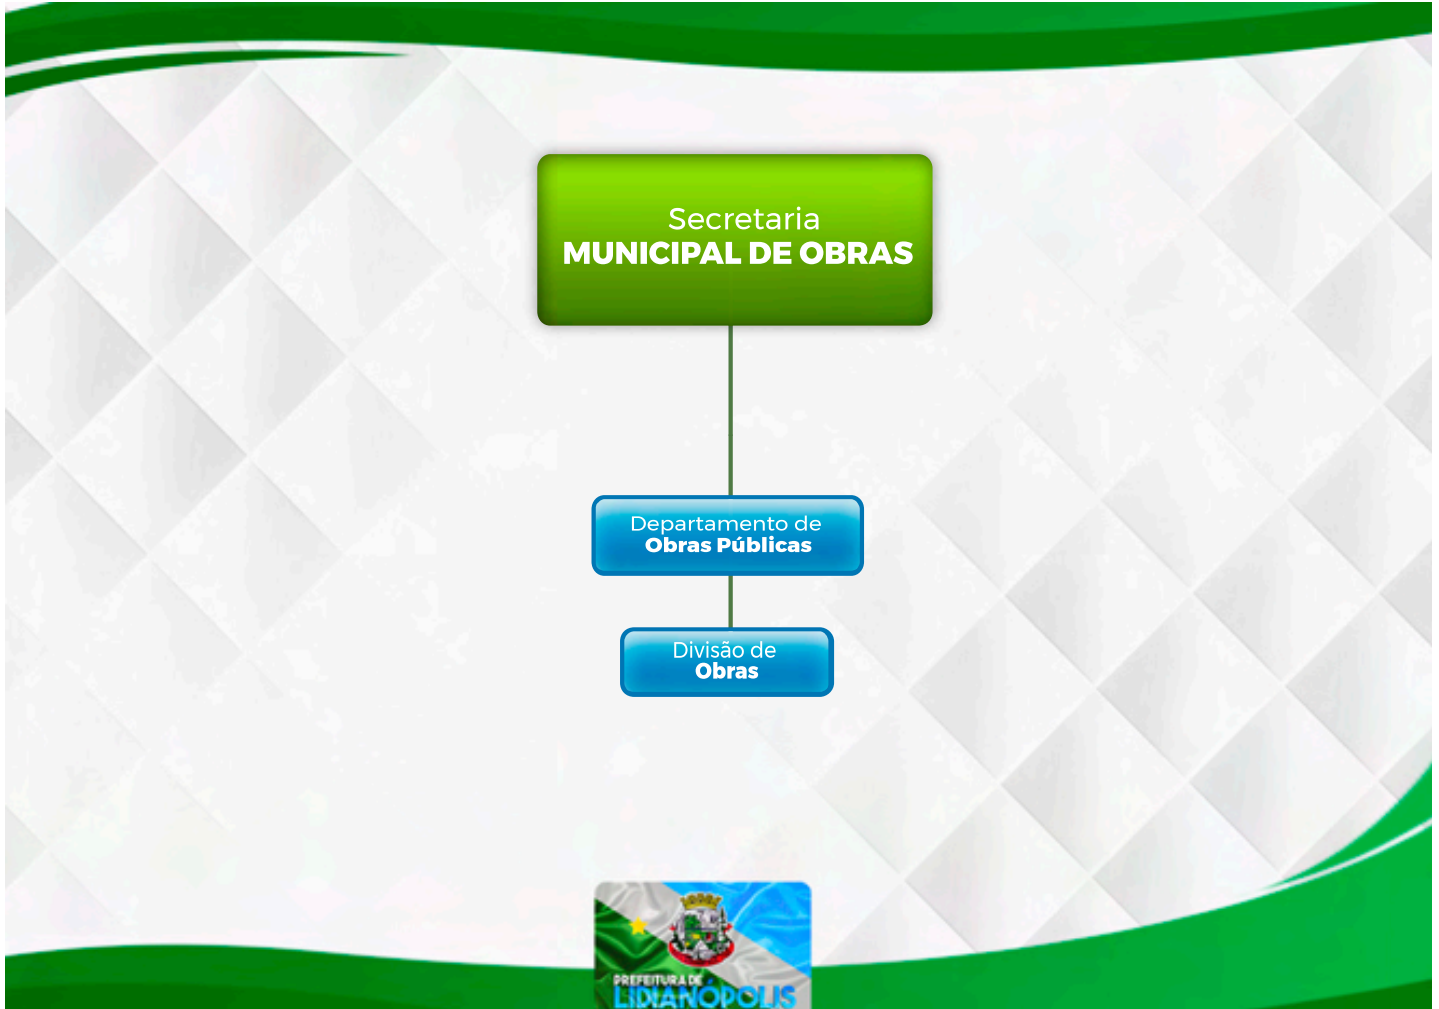 Secretaria
MUNICIPAL DE OBRAS
Departamento de
Obras Públicas
Divisão de
Obras
PREFEITURA DE
LIDIANÓPOLIS